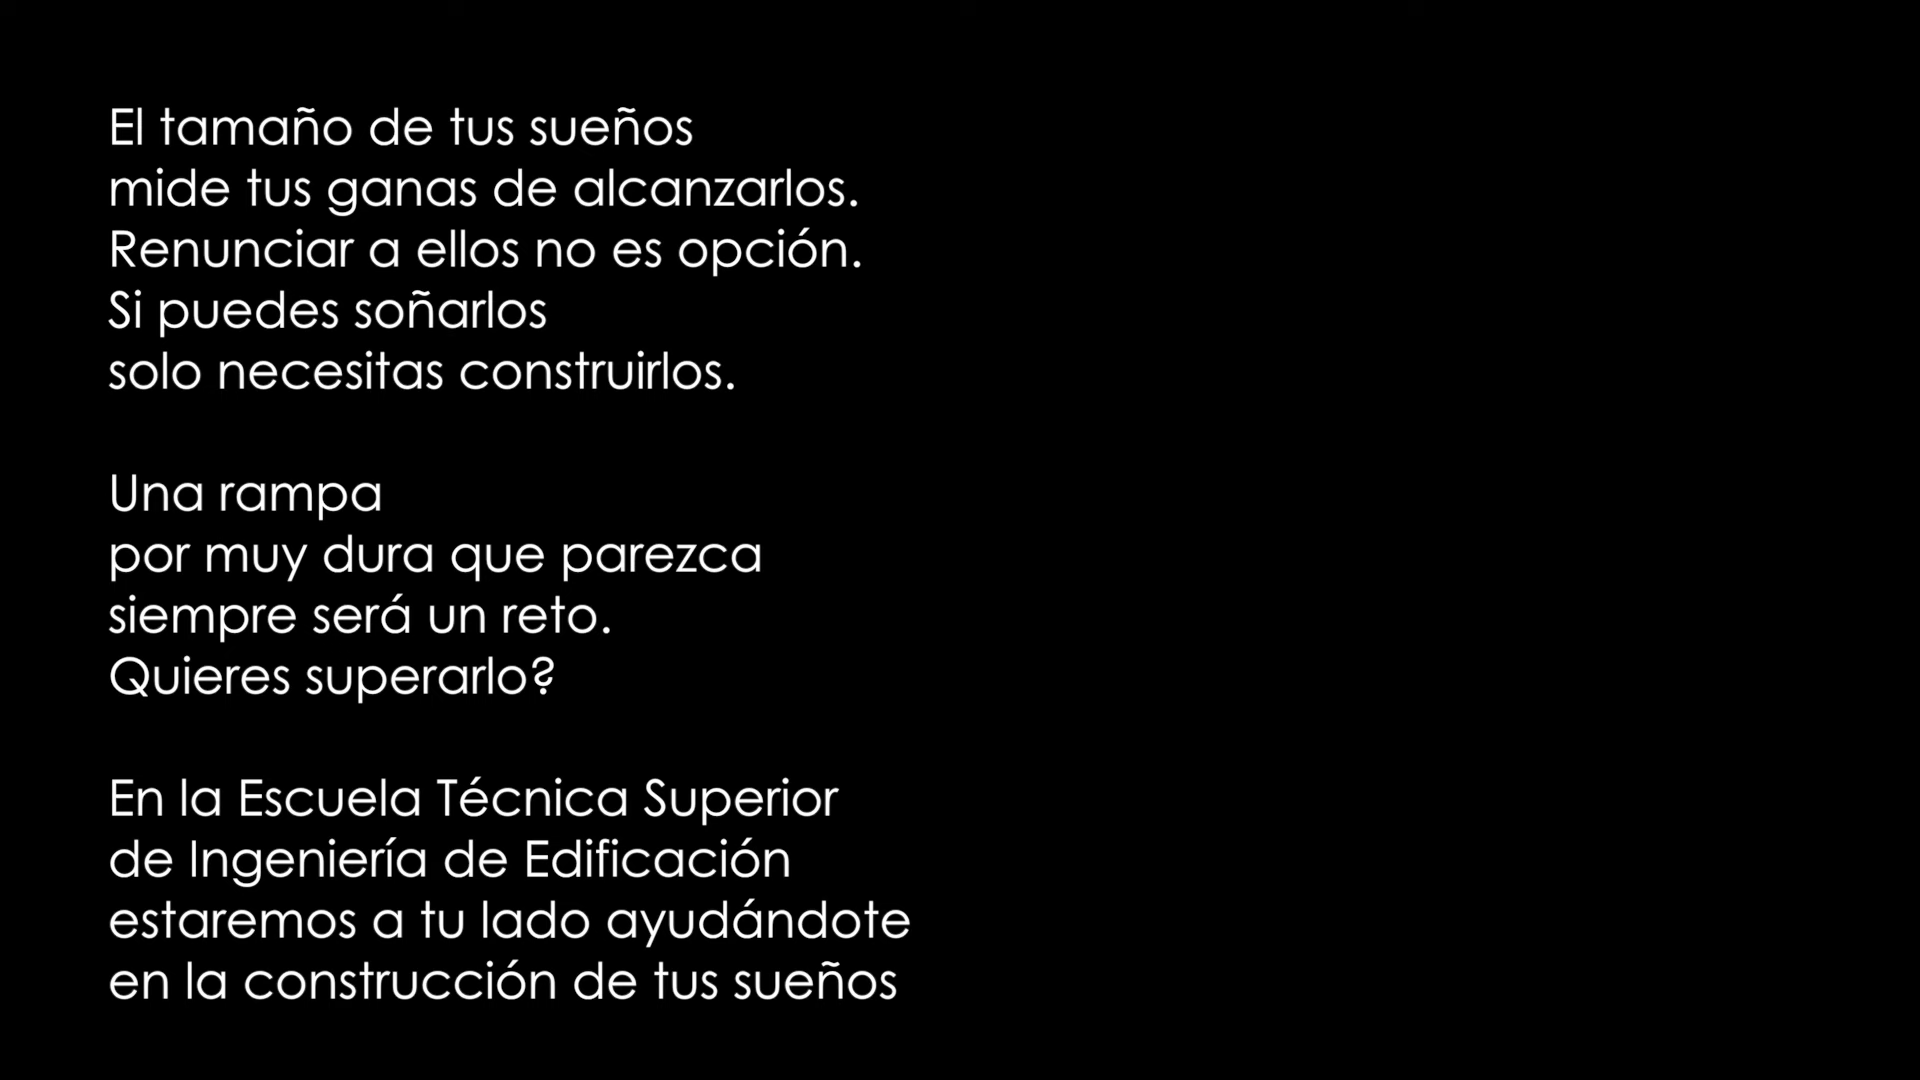 El tamaño de tus sueños
mide tus ganas de alcanzarlos.
Renunciar a ellos no es opción.
Si puedes soñarlos
solo necesitas construirlos.
Una rampa
por muy dura que parezca
siempre será un reto.
Quieres superarlo?
En la Escuela Técnica Superior
de Ingeniería de Edificación
estaremos a tu lado ayudándote
en la construcción de tus sueños